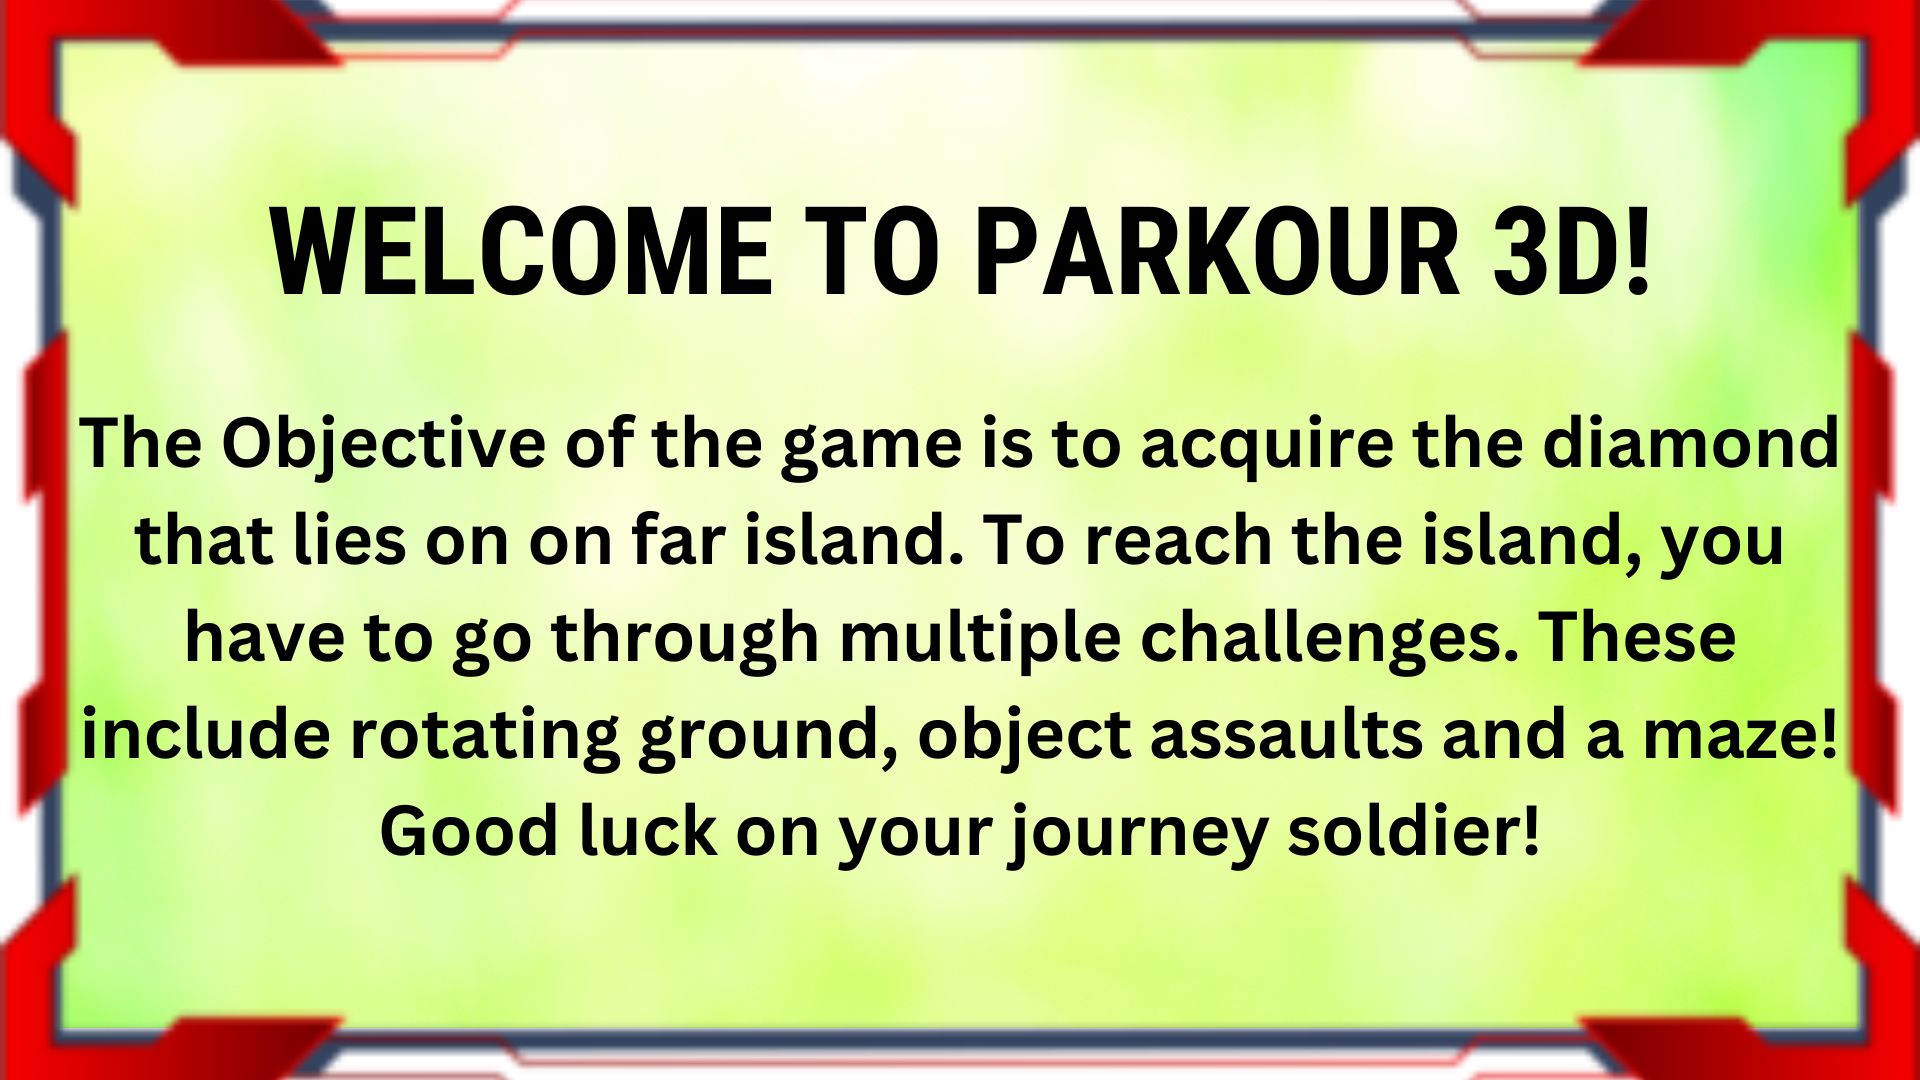 WELCOME TO PARKOUR 3D!
The Objective of the game is to acquire the diamond
that lies on on far island. To reach the island, you
have to go through multiple challenges. These
include rotating ground, object assaults and a maze!
Good luck on your journey soldier!